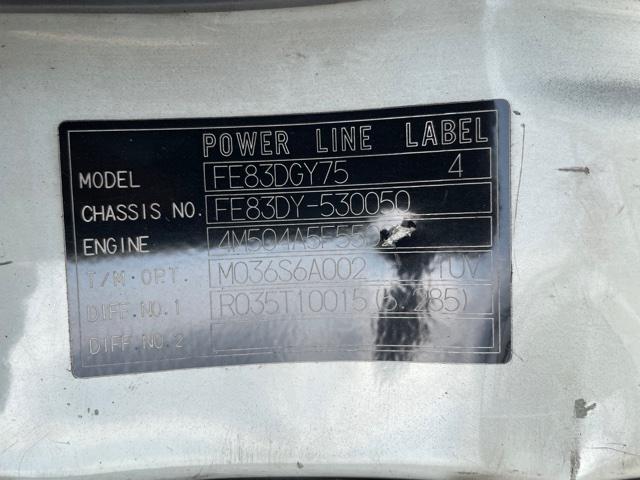 POWER LINE LABEL
MODEL FE83DGY75 4
CHASSIS NO. FE83DY-530050
ENGINE
T/M OPT. M036S6A002
DIFF.NO.1 R035T10015(5.285)
DIFF.NO.2